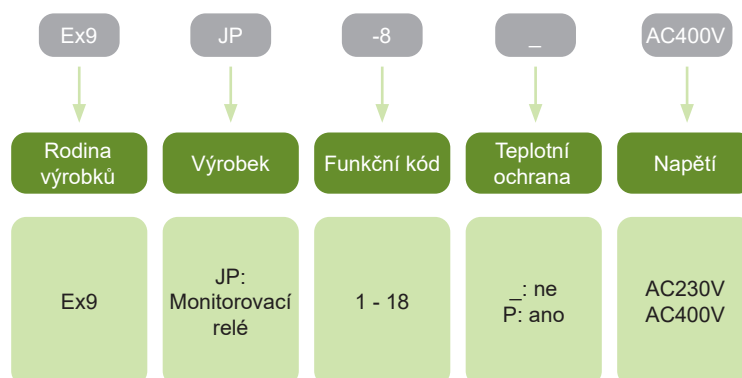 Ex9
JP
-8
_
AC400V
Rodina
výrobků
Výrobek
Funkční kód
Teplotní
ochrana
Napětí
Ex9
JP:
Monitorovací
relé
1 - 18
_: ne
P: ano
AC230V
AC400V